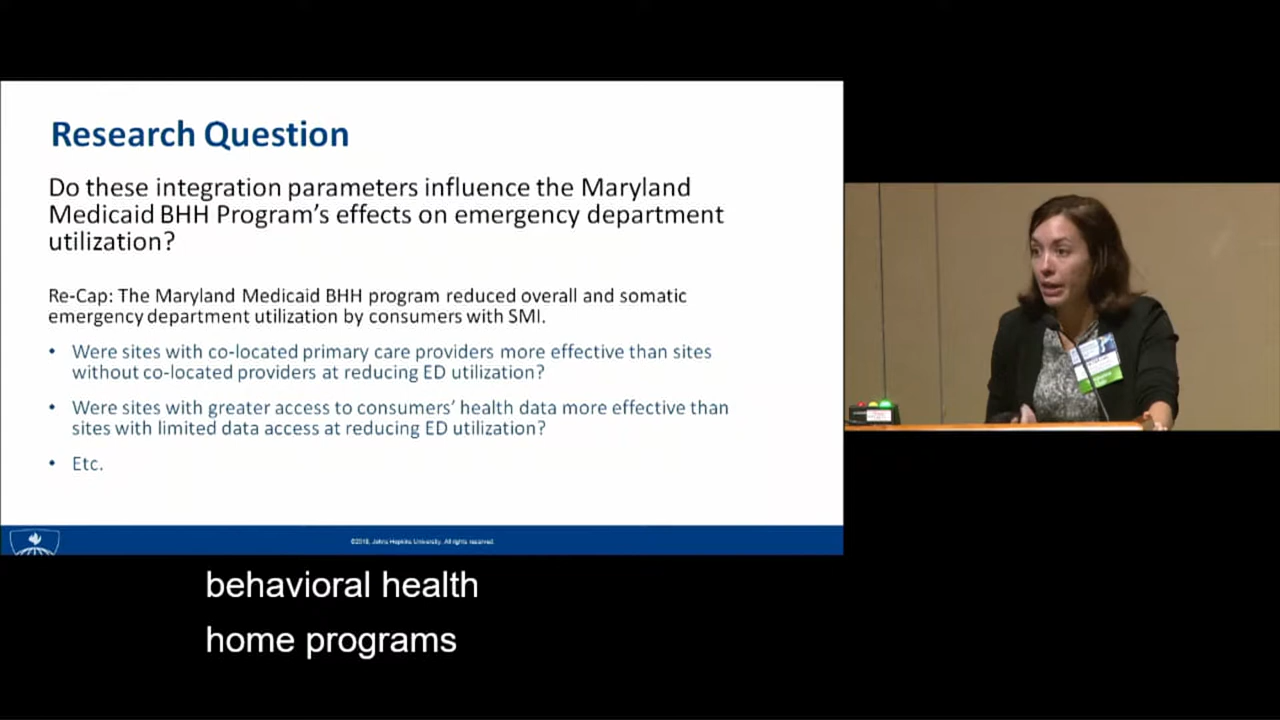 Research Question
Do these integration parameters influence the Maryland
Medicaid BHH Program's effects on emergency department
utilization?
Re-Cap: The Maryland Medicaid BHH program reduced overall and somatic
emergency department utilization by consumers with SMI.
• Were sites with co-located primary care providers more effective than sites
without co-located providers at reducing ED utilization?
• Were sites with greater access to consumers' health data more effective than
sites with limited data access at reducing ED utilization?
• Etc.
©2018, Johns Hopkins University. All rights reserved.
behavioral health
home programs